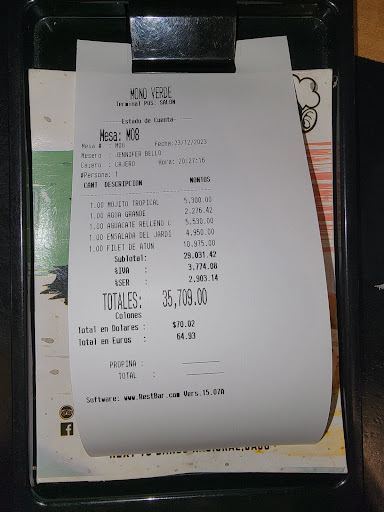 MONO VERDE
Terminal POS: SALON
Estado de Cuenta
Mesa: M08
Mesa # : M08 Fecha:23/12/2023
Mesero : JENNIFER BELLO
Cajero : CAJERO Hora: 20:27:16
#Persona: 1
CANT DESCRIPCION MONTOS
1.00 MOJITO TROPICAL 5,300.00
1.00 AGUA GRANDE 2,276.42
1.00 AGUACATE RELLENO C 5,530.00
1.00 ENSALADA DEL JARDI 4,950.00
1.00 FILET DE ATUN 10,975.00
Subtotal: 29,031.42
%IVA : 3,774.08
%SER : 2,903.14
TOTALES: 35,709.00
Colones
Total en Dolares : $70.02
Total en Euros : 64.93
PROPINA :
TOTAL :
Software: www.RestBar.com Vers.15.07A